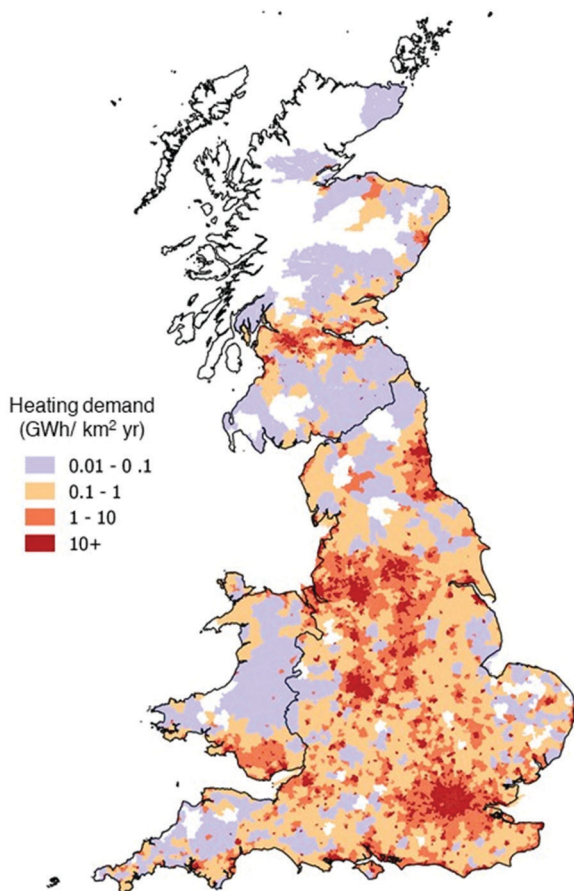 Heating demand
(GWh/ km² yr)
0.01 - 0 .1
0.1 - 1
1 - 10
10+